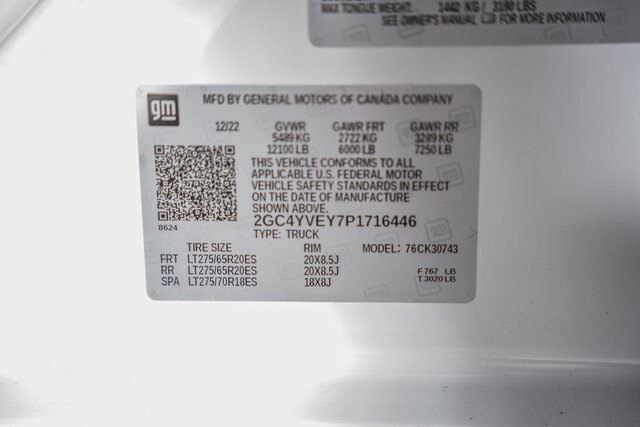 MAX TONGUE WEIGHT. 1442 KG / 3180 LBS
SEE OWNER'S MANUAL FOR MORE INFORMATION
gm MFD BY GENERAL MOTORS OF CANADA COMPANY
12/22 GVWR GAWR FRT GAWR RR
5489 KG 2722 KG 3289 KG
12100 LB 6000 LB 7250 LB
THIS VEHICLE CONFORMS TO ALL
APPLICABLE U.S. FEDERAL MOTOR
VEHICLE SAFETY STANDARDS IN EFFECT
ON THE DATE OF MANUFACTURE
SHOWN ABOVE.
2GC4YVEY7P1716446
8624
TYPE: TRUCK
TIRE SIZE RIM MODEL: 76CK30743
FRT LT275/65R20ES 20X8.5J
RR LT275/65R20ES 20X8.5J F 767 LB
SPA LT275/70R18ES 18X8J T 3020 LB